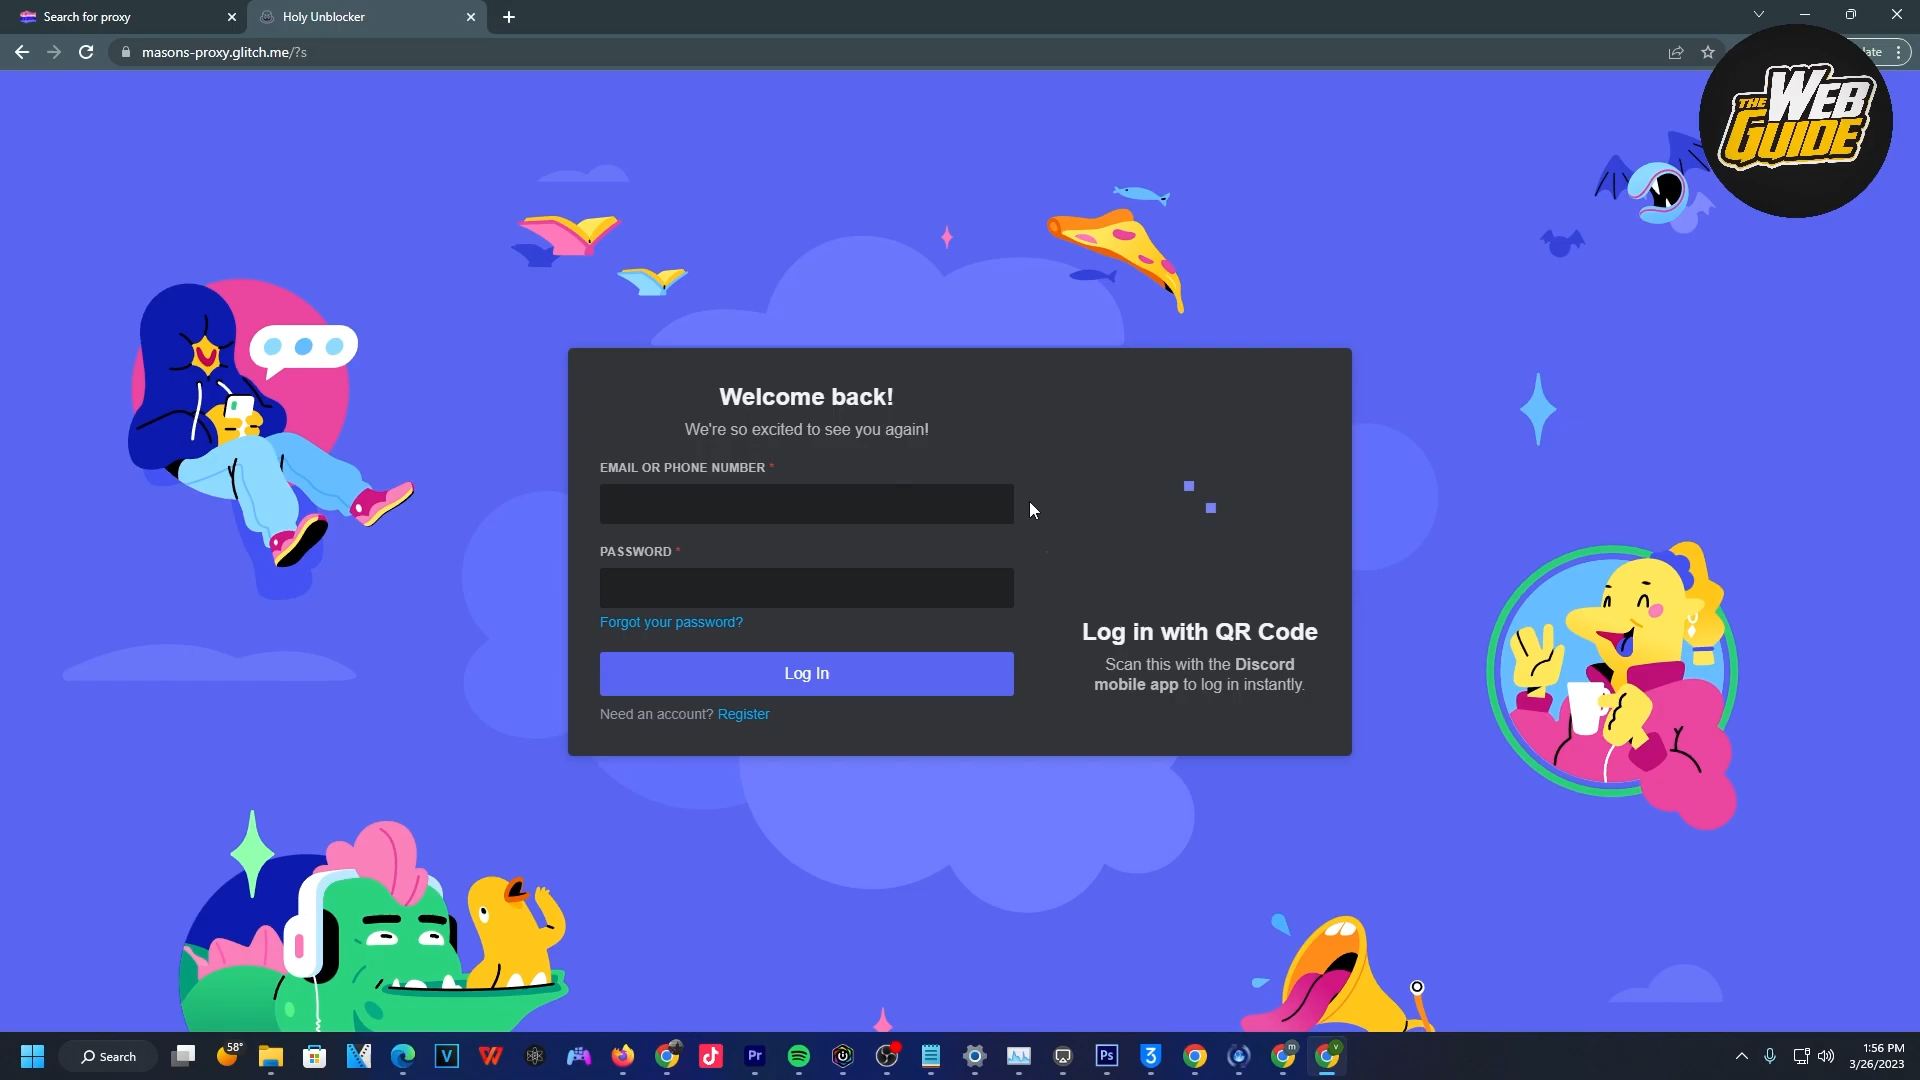 Search for proxy
Holy Unblocker
masons-proxy.glitch.me/?s
THE WEB
GUIDE
Welcome back!
We're so excited to see you again!
EMAIL OR PHONE NUMBER *
PASSWORD *
Forgot your password?
Log In
Need an account? Register
Log in with QR Code
Scan this with the Discord
mobile app to log in instantly.
58°
Search
V
Pr
Ps
3
m
V
1:56 PM
3/26/2023